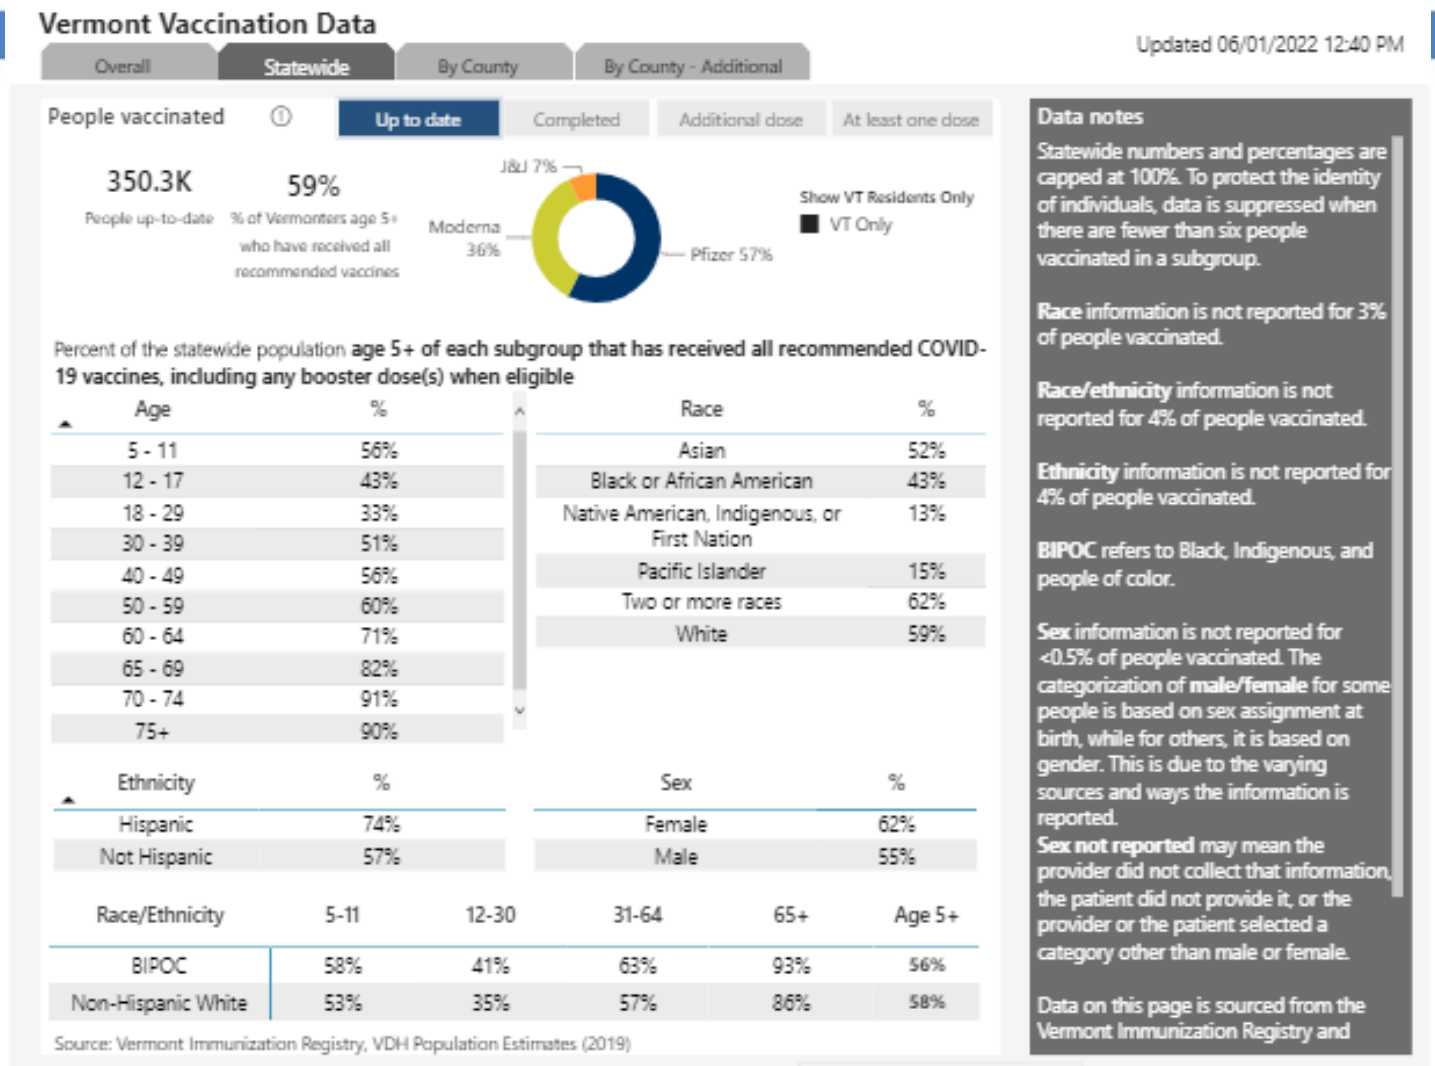 Vermont Vaccination Data
Updated 06/01/2022 12:40 PM
Overall
Statewide
By County
By County - Additional
People vaccinated
Up to date
Completed
Additional dose
At least one dose
350.3K
People up-to-date
59%
% of Vermonters age 5+
who have received all
recommended vaccines
J&J 7%
Moderna
36%
Pfizer 57%
Show VT Residents Only
VT Only
Percent of the statewide population age 5+ of each subgroup that has received all recommended COVID-
19 vaccines, including any booster dose(s) when eligible
Age %
5 - 11 56%
12 - 17 43%
18 - 29 33%
30 - 39 51%
40 - 49 56%
50 - 59 60%
60 - 64 71%
65 - 69 82%
70 - 74 91%
75+ 90%
Race %
Asian 52%
Black or African American 43%
Native American, Indigenous, or 13%
First Nation
Pacific Islander 15%
Two or more races 62%
White 59%
Ethnicity %
Hispanic 74%
Not Hispanic 57%
Sex %
Female 62%
Male 55%
Race/Ethnicity 5-11 12-30 31-64 65+ Age 5+
BIPOC 58% 41% 63% 93% 56%
Non-Hispanic White 53% 35% 57% 86% 58%
Source: Vermont Immunization Registry, VDH Population Estimates (2019)
Data notes
Statewide numbers and percentages are
capped at 100%. To protect the identity
of individuals, data is suppressed when
there are fewer than six people
vaccinated in a subgroup.
Race information is not reported for 3%
of people vaccinated.
Race/ethnicity information is not
reported for 4% of people vaccinated.
Ethnicity information is not reported for
4% of people vaccinated.
BIPOC refers to Black, Indigenous, and
people of color.
Sex information is not reported for
<0.5% of people vaccinated. The
categorization of male/female for some
people is based on sex assignment at
birth, while for others, it is based on
gender. This is due to the varying
sources and ways the information is
reported.
Sex not reported may mean the
provider did not collect that information,
the patient did not provide it, or the
provider or the patient selected a
category other than male or female.
Data on this page is sourced from the
Vermont Immunization Registry and